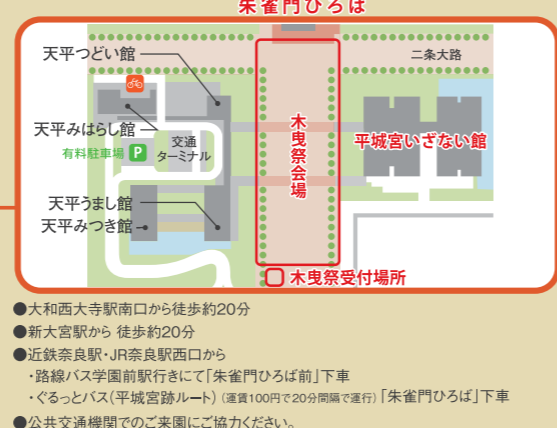 朱雀門ひろば
天平つどい館
二条大路
天平みはらし館
有料駐車場 P
交通
ターミナル
木曳祭会場
平城宮いざない館
天平うまし館
天平みつき館
木曳祭受付場所
●大和西大寺駅南口から徒歩約20分
●新大宮駅から 徒歩約20分
●近鉄奈良駅・JR奈良駅西口から
・路線バス学園前駅行きにて「朱雀門ひろば前」下車
・ぐるっとバス(平城宮跡ルート)(運賃100円で20分間隔で運行)「朱雀門ひろば」下車
●公共交通機関でのご来園にご協力ください。